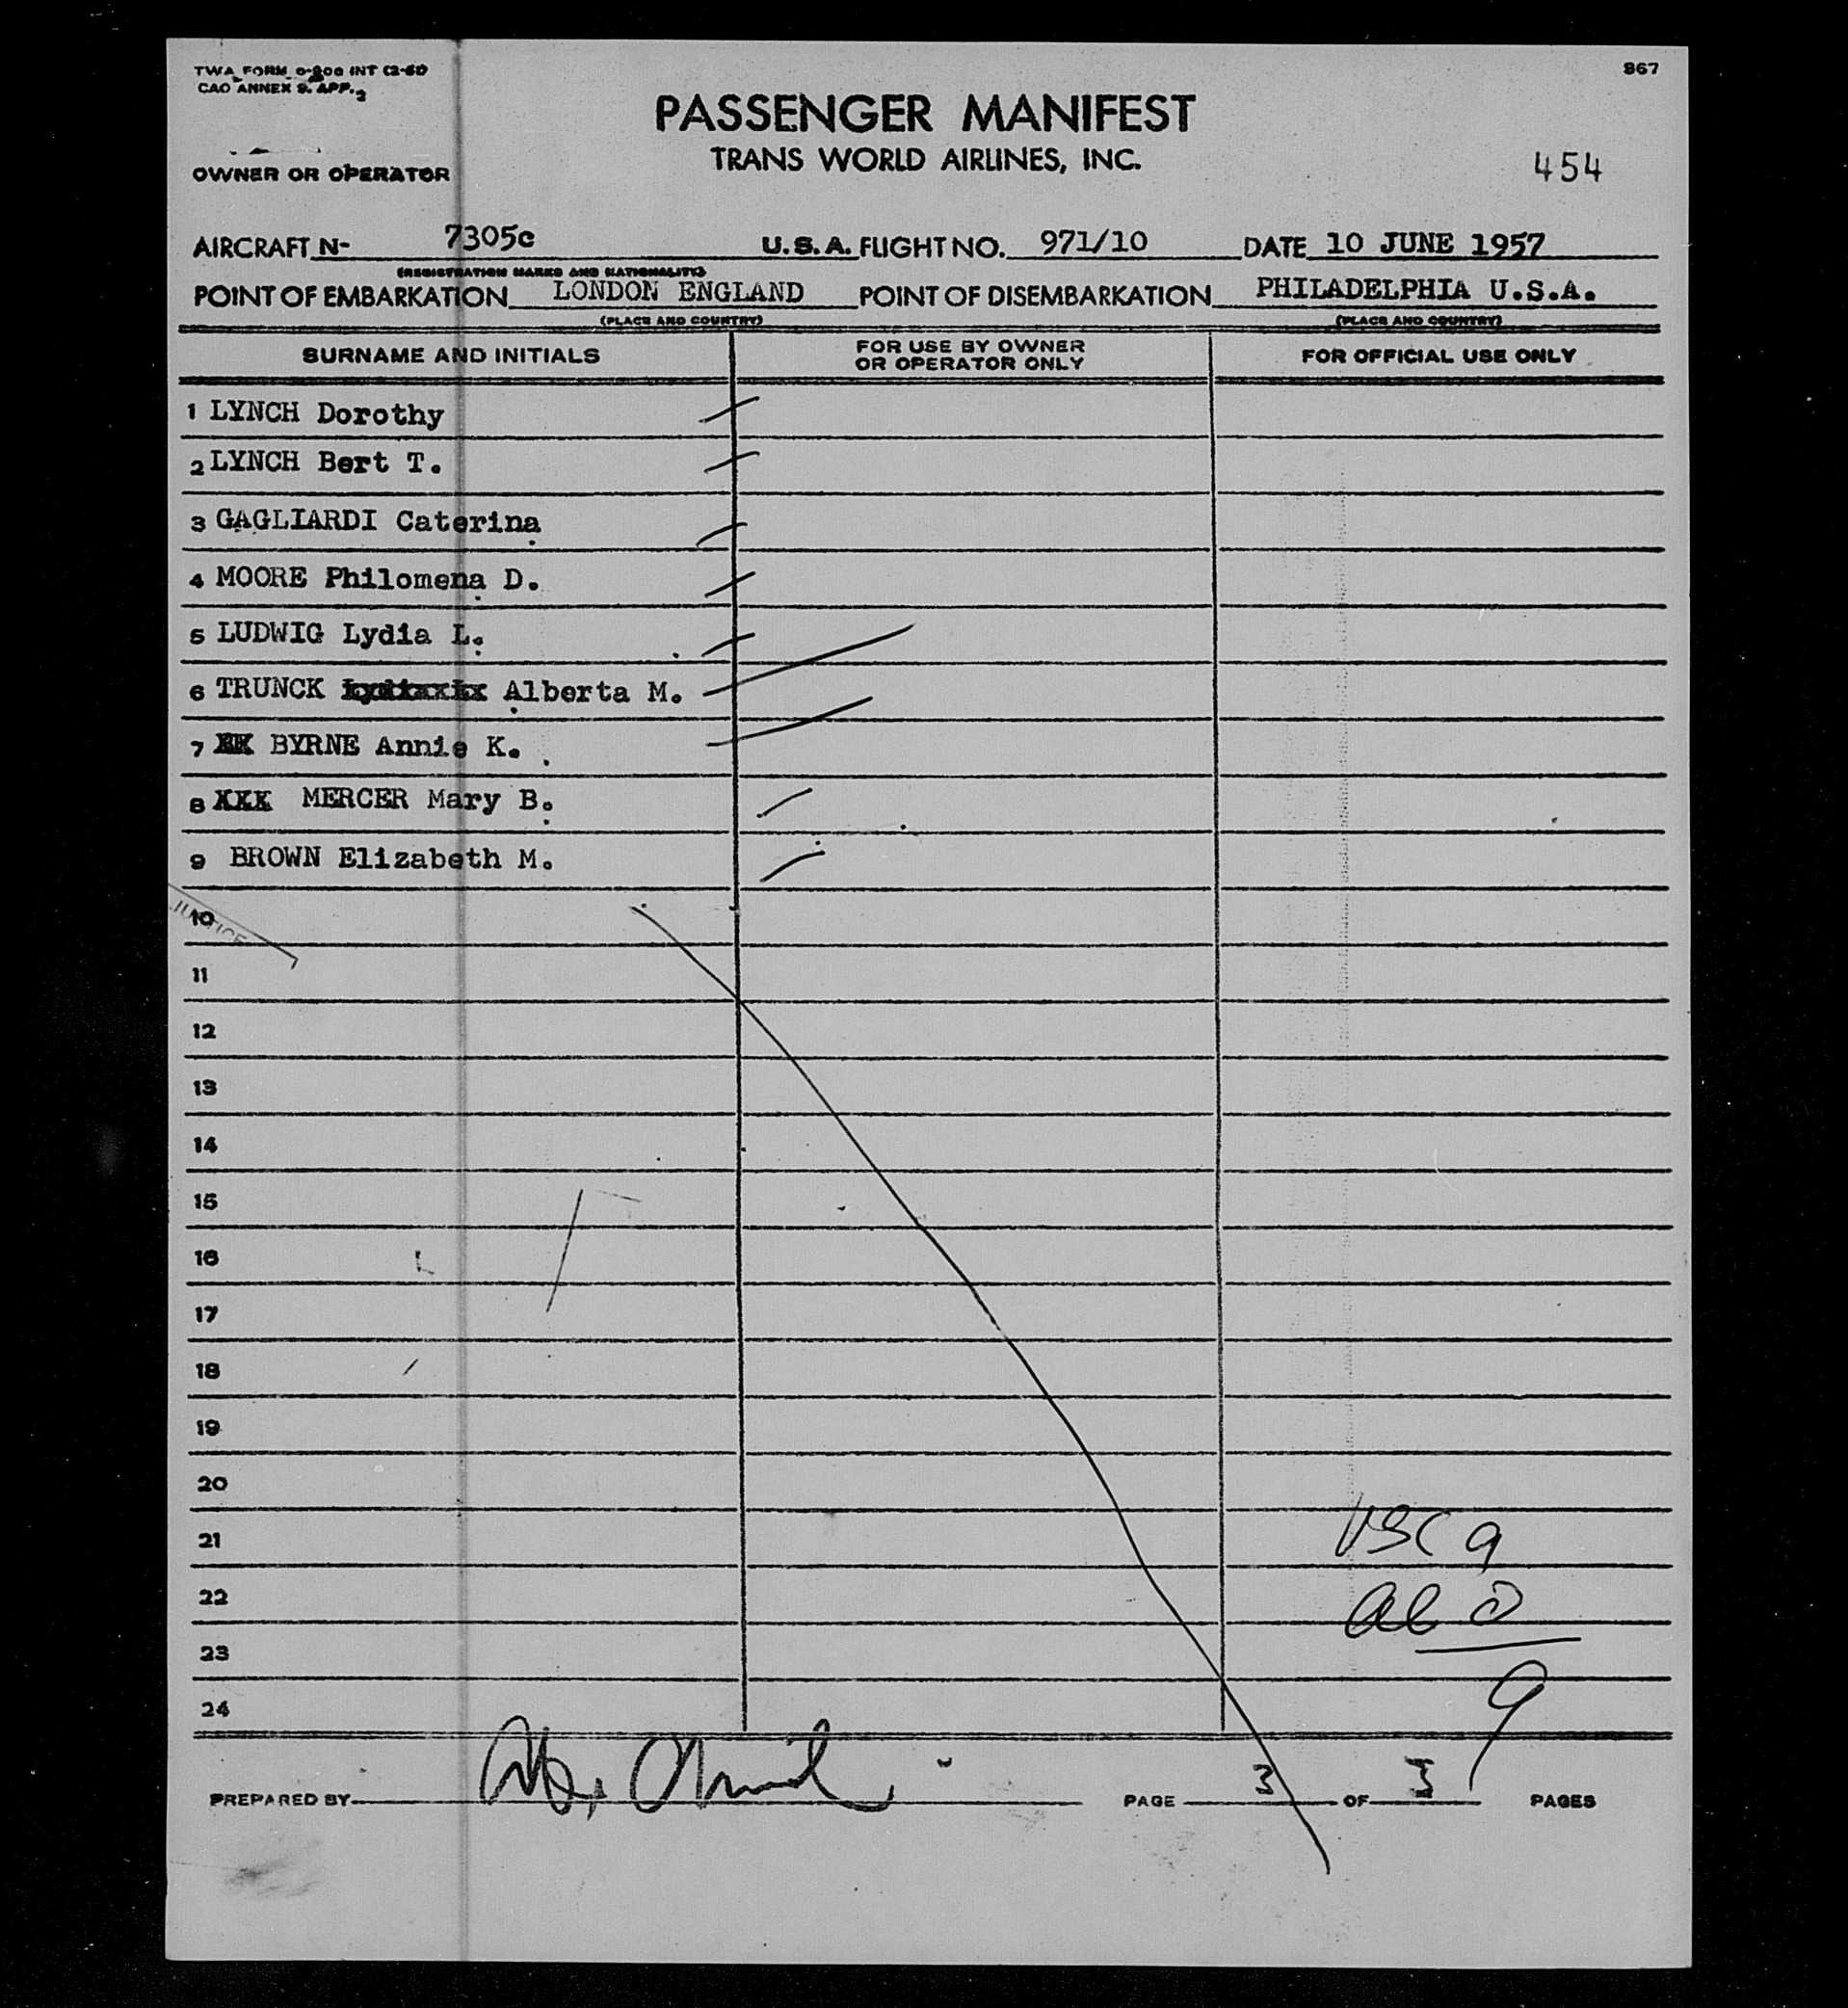 TWA FORM 0-800 INT (2-51)
CAO ANNEX 9. APP. 2
867
PASSENGER MANIFEST
TRANS WORLD AIRLINES, INC.
454
OWNER OR OPERATOR
AIRCRAFT N- 7305c U.S.A. FLIGHT NO. 971/10 DATE 10 JUNE 1957
(REGISTRATION MARKS AND NATIONALITY)
POINT OF EMBARKATION LONDON ENGLAND POINT OF DISEMBARKATION PHILADELPHIA U.S.A.
(PLACE AND COUNTRY) (PLACE AND COUNTRY)
SURNAME AND INITIALS FOR USE BY OWNER OR OPERATOR ONLY FOR OFFICIAL USE ONLY
1 LYNCH Dorothy
2 LYNCH Bert T.
3 GAGLIARDI Caterina
4 MOORE Philomena D.
5 LUDWIG Lydia L.
6 TRUNCK Alberta M.
7 BYRNE Annie K.
8 XXX MERCER Mary B.
9 BROWN Elizabeth M.
10
11
12
13
14
15
16
17
18
19
20
21 USC 9
22 al 0
23
24 9
PREPARED BY PAGE 3 OF 3 PAGES